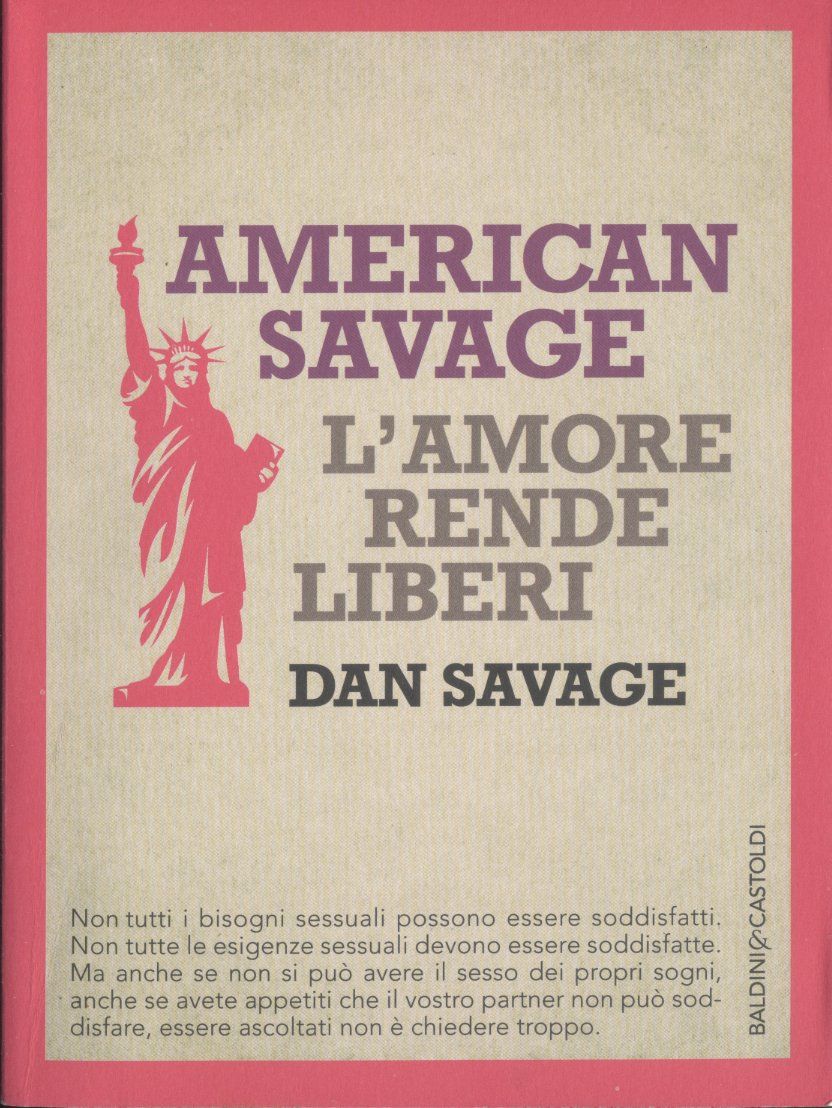 AMERICAN
SAVAGE
L'AMORE
RENDE
LIBERI
DAN SAVAGE
Non tutti i bisogni sessuali possono essere soddisfatti.
Non tutte le esigenze sessuali devono essere soddisfatte.
Ma anche se non si può avere il sesso dei propri sogni,
anche se avete appetiti che il vostro partner non può sod-
disfare, essere ascoltati non è chiedere troppo.
BALDINI&CASTOLDI